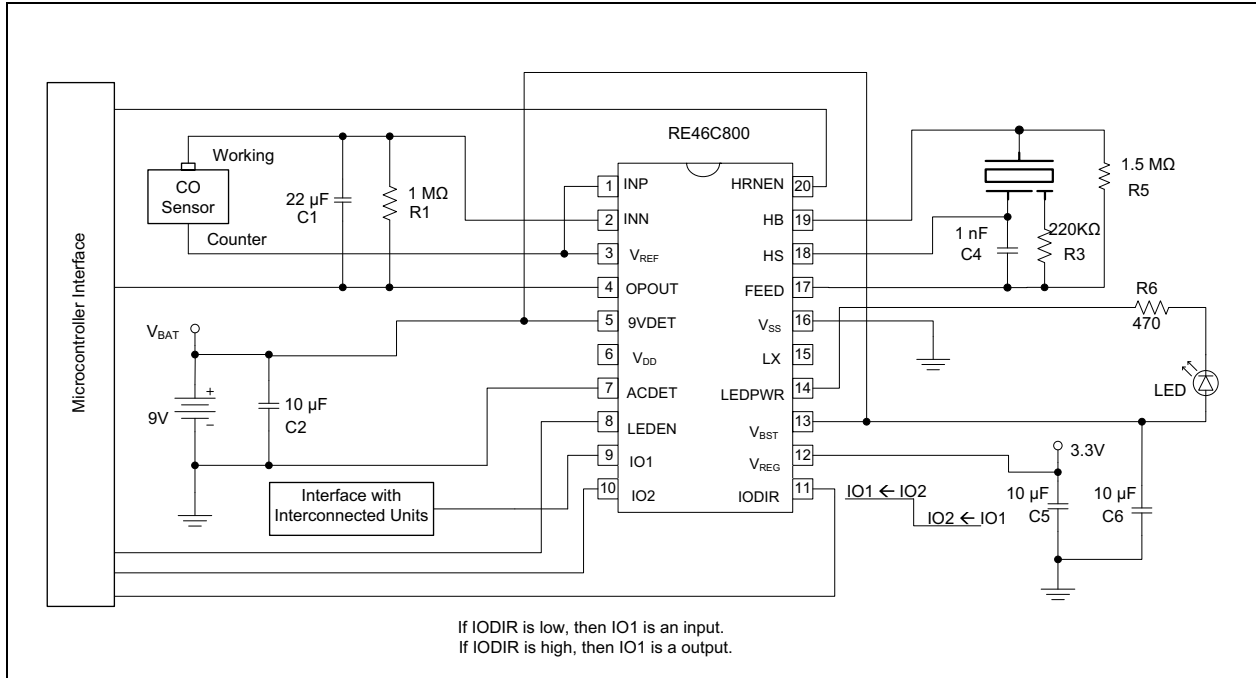 Microcontroller Interface
RE46C800
Working
CO
Sensor
Counter
22 µF
C1
1 MΩ
R1
1 INP
2 INN
3 VREF
4 OPOUT
5 9VDET
6 VDD
7 ACDET
8 LEDEN
9 IO1
10 IO2
HRNEN 20
HB 19
HS 18
FEED 17
VSS 16
LX 15
LEDPWR 14
VBST 13
VREG 12
IODIR 11
1.5 MΩ
R5
1 nF
C4
220KΩ
R3
R6
470
LED
VBAT
+
9V
–
10 µF
C2
Interface with
Interconnected Units
IO1 ← IO2
IO2 ← IO1
3.3V
10 µF
C5
10 µF
C6
If IODIR is low, then IO1 is an input.
If IODIR is high, then IO1 is a output.